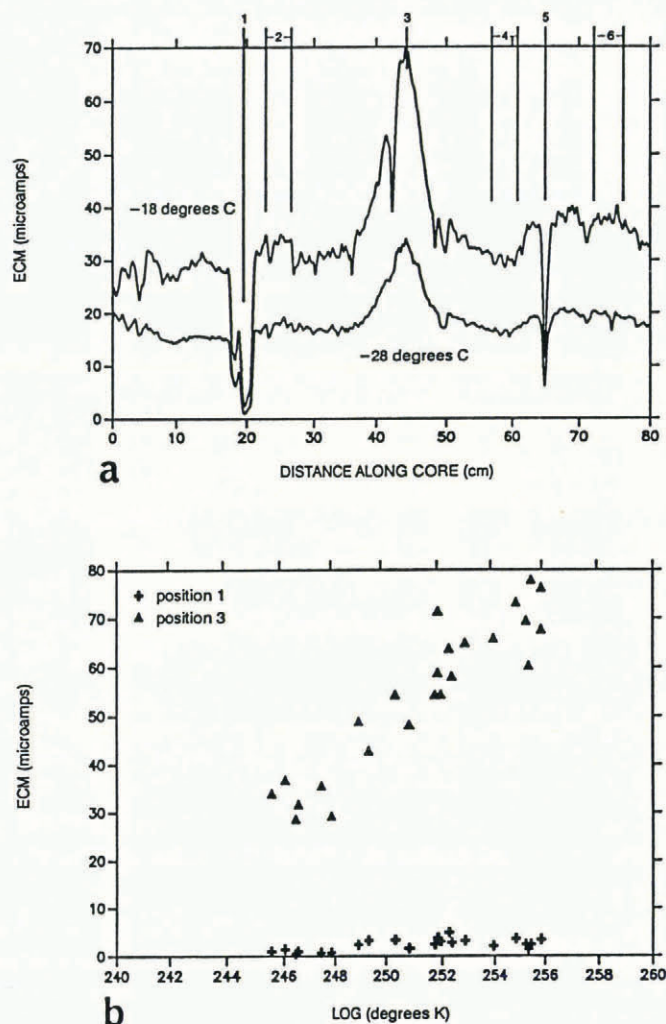 1 -2- 3 -4- 5 -6-
70
60
50
40
30
20
10
0
ECM (microamps)
-18 degrees C
-28 degrees C
0 10 20 30 40 50 60 70 80
a
DISTANCE ALONG CORE (cm)
80
70
60
50
40
30
20
10
0
ECM (microamps)
position 1
position 3
240 242 244 246 248 250 252 254 256 258 260
b
LOG (degrees K)